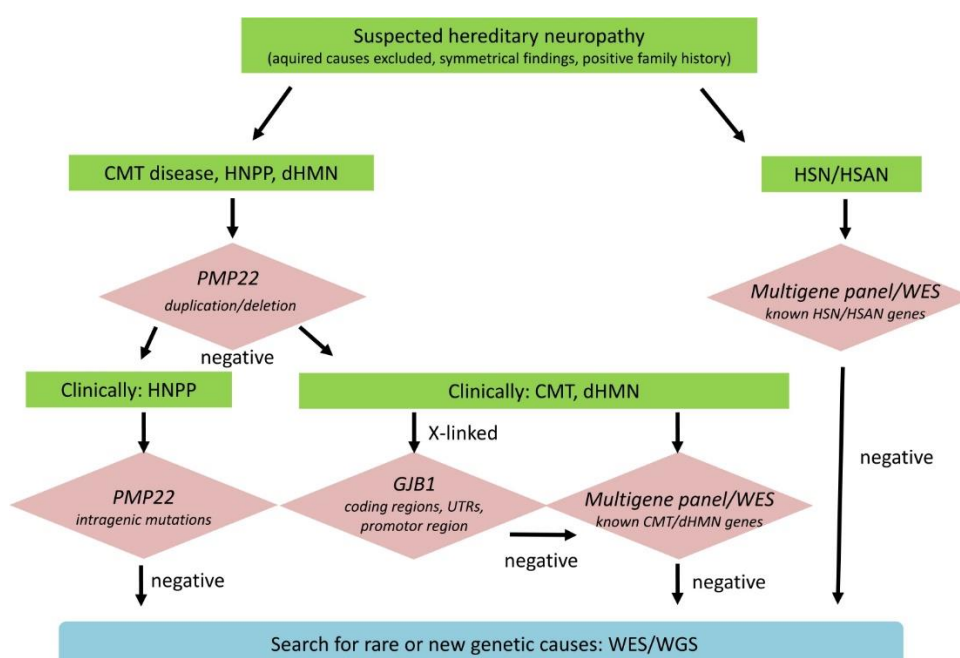 Suspected hereditary neuropathy
(aquired causes excluded, symmetrical findings, positive family history)
CMT disease, HNPP, dHMN
HSN/HSAN
PMP22
duplication/deletion
Multigene panel/WES
known HSN/HSAN genes
negative
Clinically: HNPP
Clinically: CMT, dHMN
X-linked
negative
PMP22
intragenic mutations
GJB1
coding regions, UTRs,
promotor region
Multigene panel/WES
known CMT/dHMN genes
negative
negative
negative
Search for rare or new genetic causes: WES/WGS